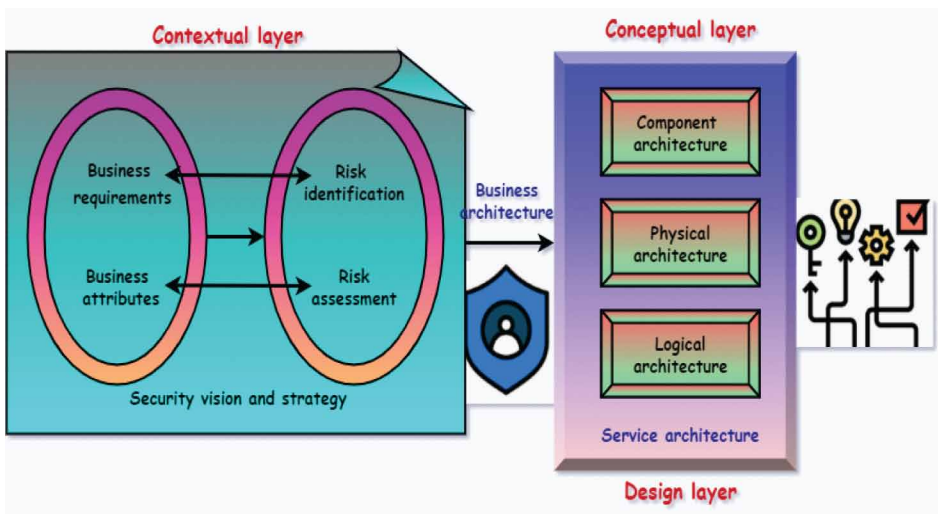 Contextual layer
Business
requirements
Risk
identification
Business
attributes
Risk
assessment
Security vision and strategy
Business
architecture
Conceptual layer
Component
architecture
Physical
architecture
Logical
architecture
Service architecture
Design layer